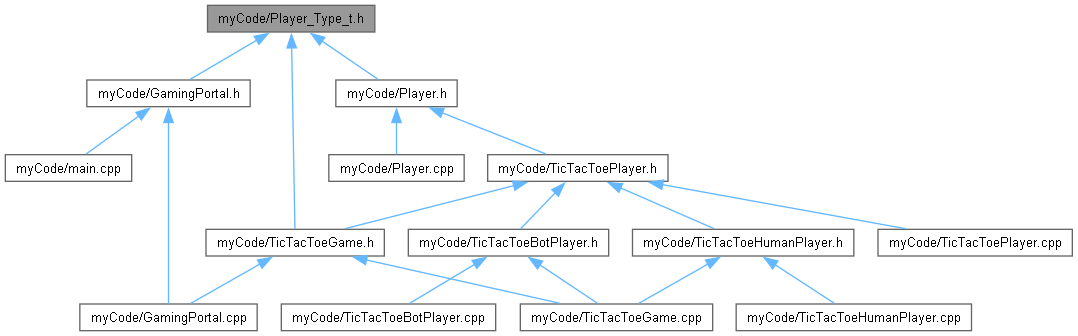 myCode/Player_Type_t.h
myCode/GamingPortal.h
myCode/Player.h
myCode/main.cpp
myCode/Player.cpp
myCode/TicTacToePlayer.h
myCode/TicTacToeGame.h
myCode/TicTacToeBotPlayer.h
myCode/TicTacToeHumanPlayer.h
myCode/TicTacToePlayer.cpp
myCode/GamingPortal.cpp
myCode/TicTacToeBotPlayer.cpp
myCode/TicTacToeGame.cpp
myCode/TicTacToeHumanPlayer.cpp